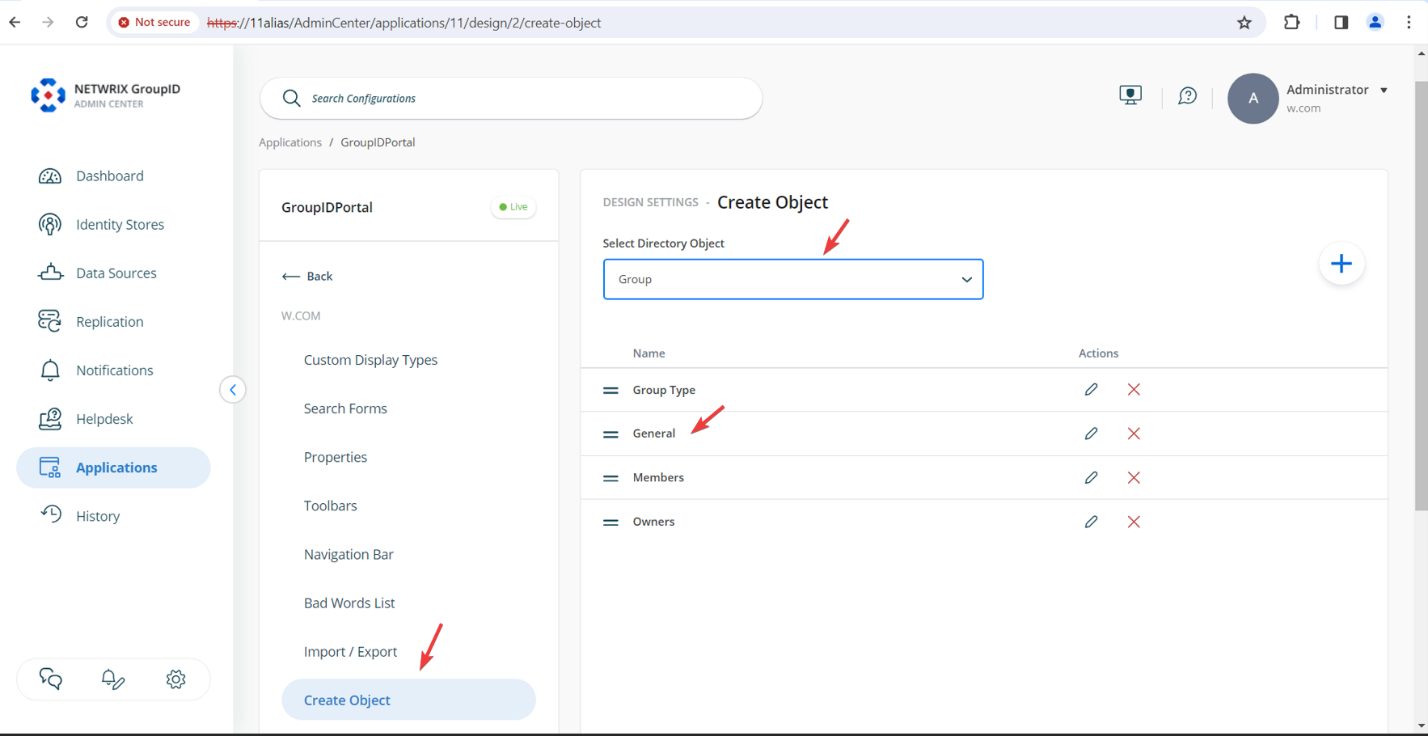 Not secure https://11alias/AdminCenter/applications/11/design/2/create-object
NETWRIX GroupID
ADMIN CENTER
Dashboard
Identity Stores
Data Sources
Replication
Notifications
Helpdesk
Applications
History
Search Configurations
A
Administrator
w.com
Applications / GroupIDPortal
GroupIDPortal
Live
Back
W.COM
Custom Display Types
Search Forms
Properties
Toolbars
Navigation Bar
Bad Words List
Import / Export
Create Object
DESIGN SETTINGS - Create Object
Select Directory Object
Group
Name Actions
Group Type
General
Members
Owners